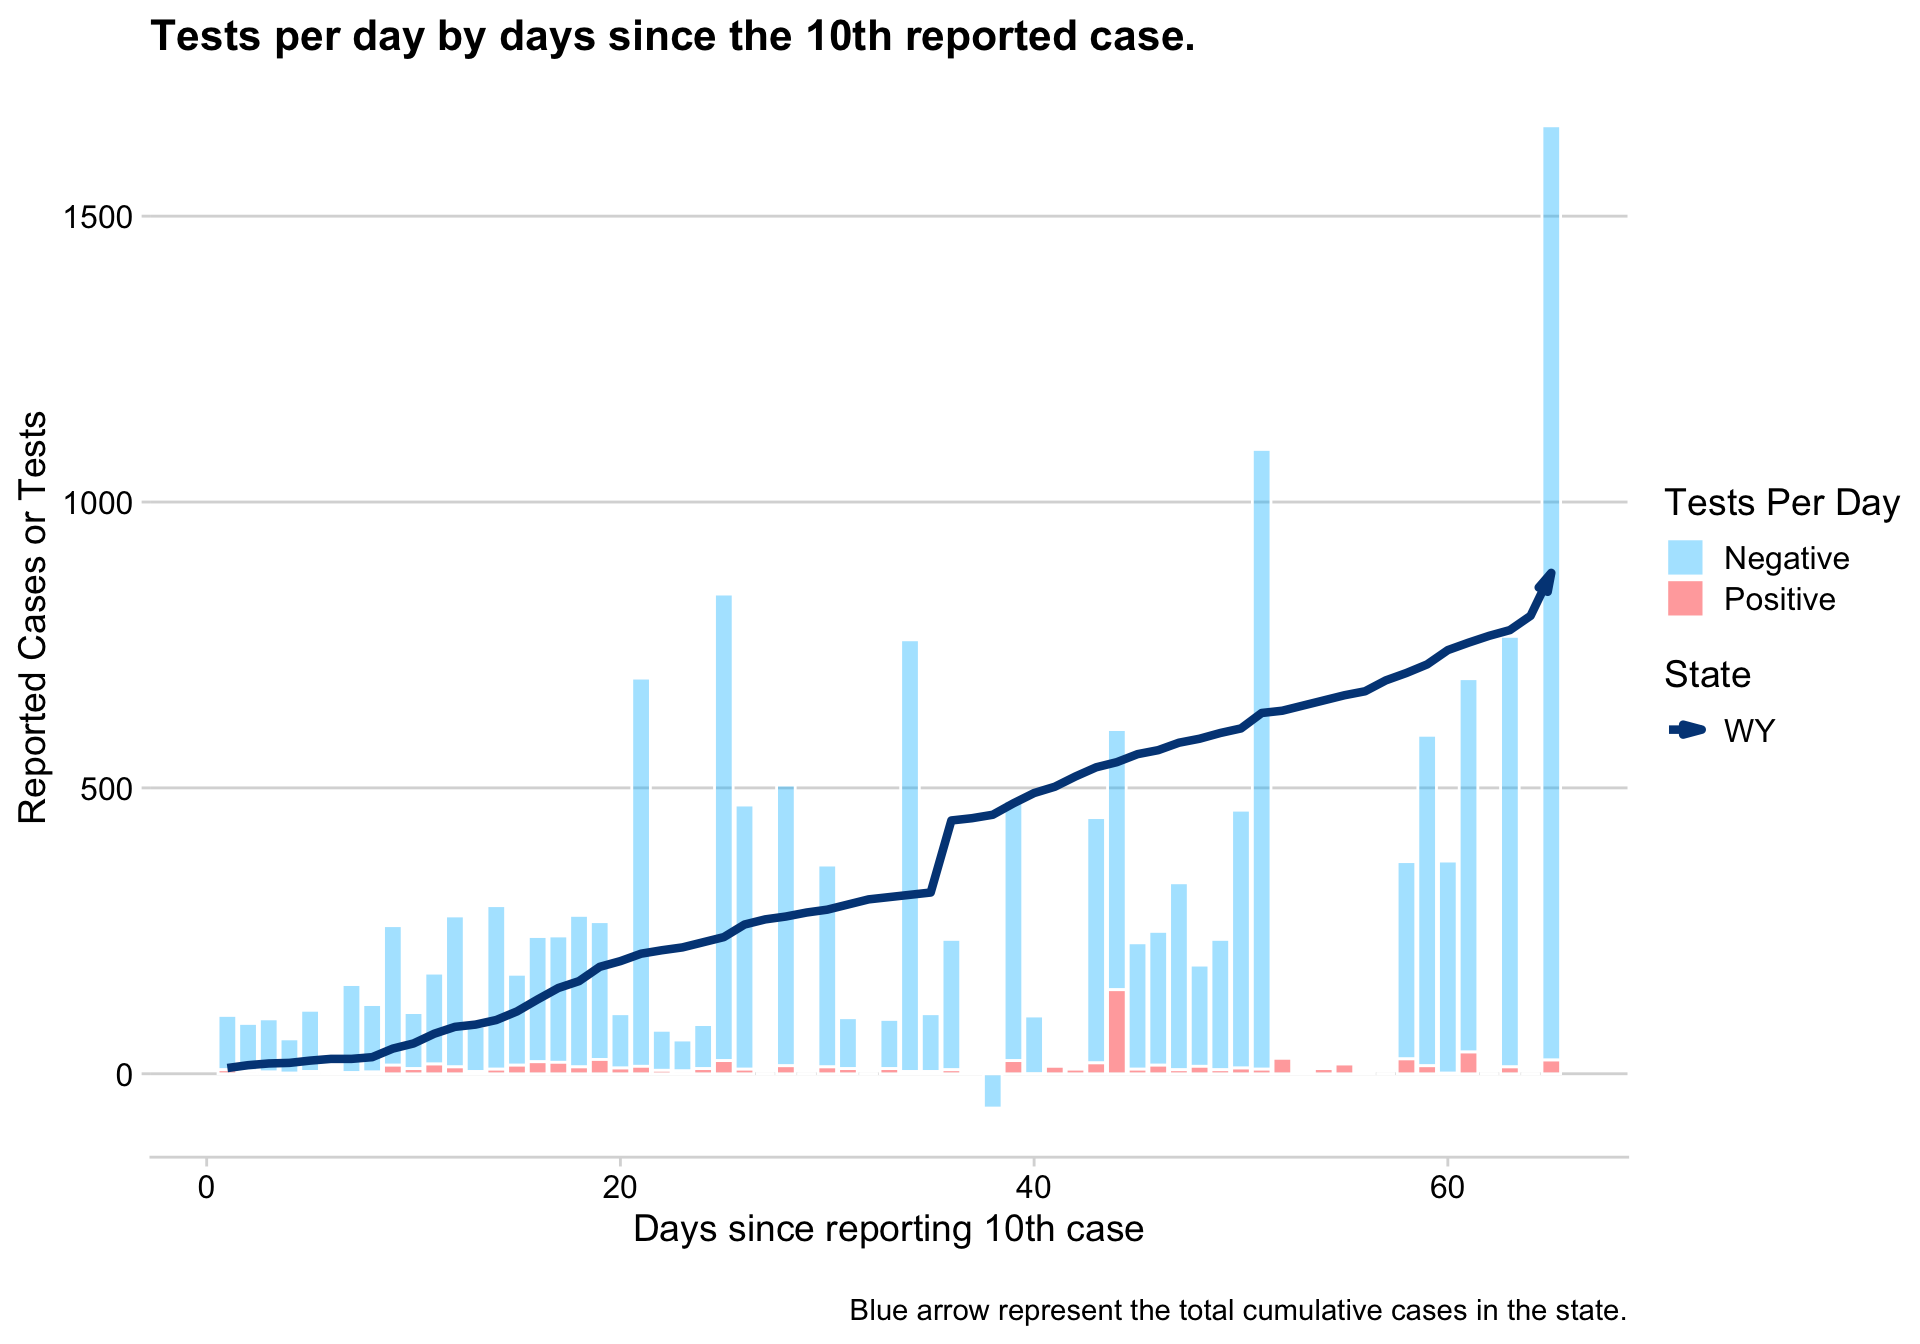 Tests per day by days since the 10th reported case.
Reported Cases or Tests
1500
1000
500
0
0
20
40
60
Days since reporting 10th case
Tests Per Day
Negative
Positive
State
WY
Blue arrow represent the total cumulative cases in the state.